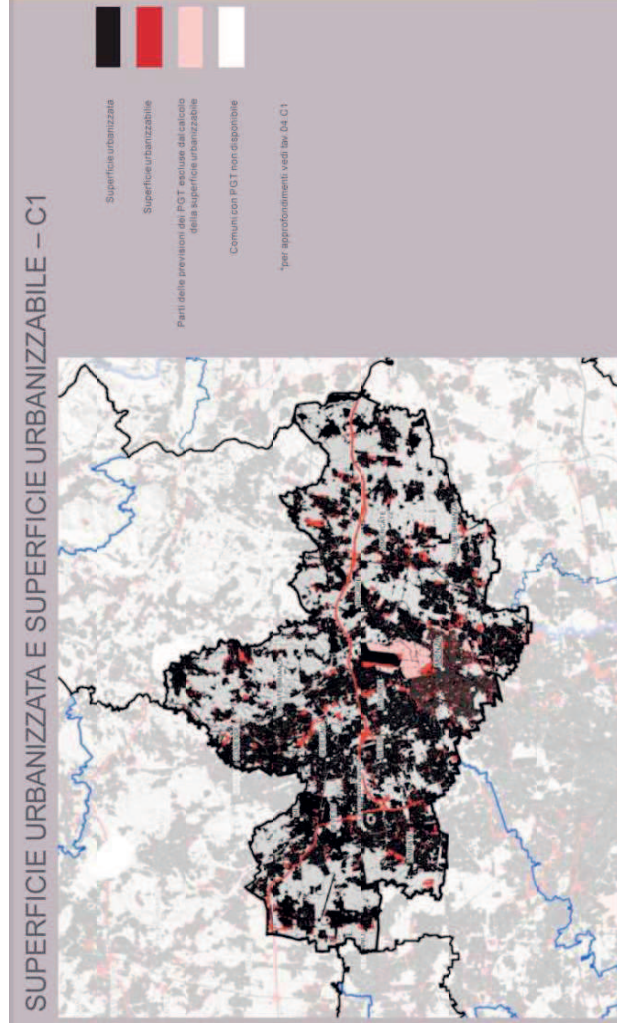 SUPERFICIE URBANIZZATA E SUPERFICIE URBANIZZABILE – C1
Superficie urbanizzata
Superficie urbanizzabile
Parti delle previsioni dei PGT escluse dal calcolo
della superficie urbanizzabile
Comuni con PGT non disponibile
*per approfondimenti vedi tav 04 C1